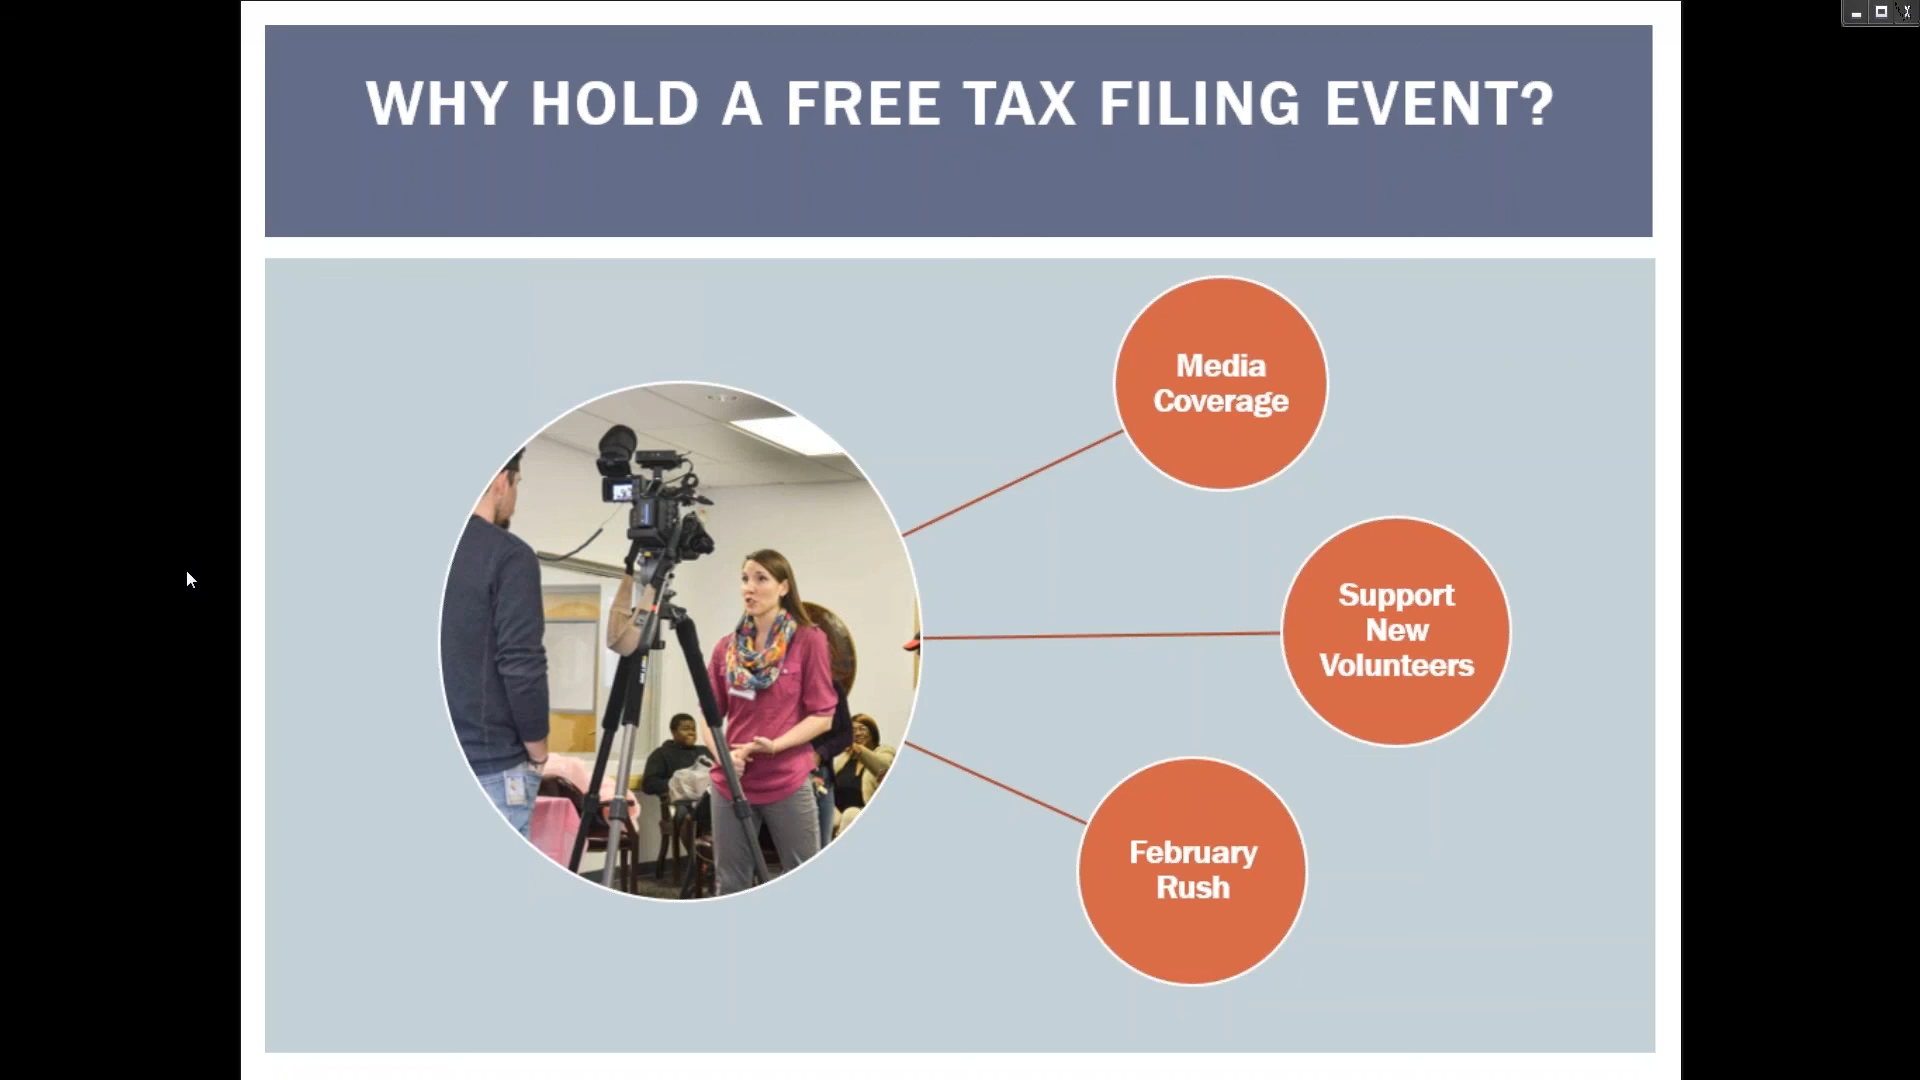 WHY HOLD A FREE TAX FILING EVENT?
Media
Coverage
Support
New
Volunteers
February
Rush